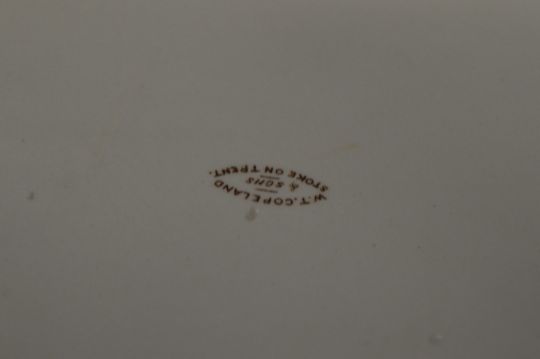 W.T. COPELAND
& SONS
STOKE ON TRENT.